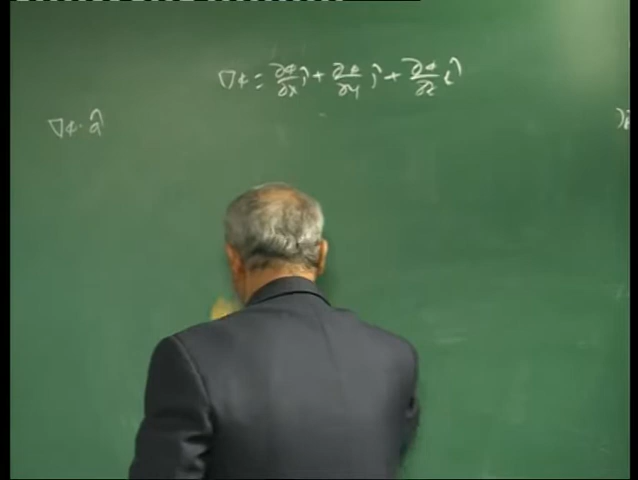 ∇φ = ∂φ/∂x î + ∂φ/∂y ĵ + ∂φ/∂z k̂
∇φ · â